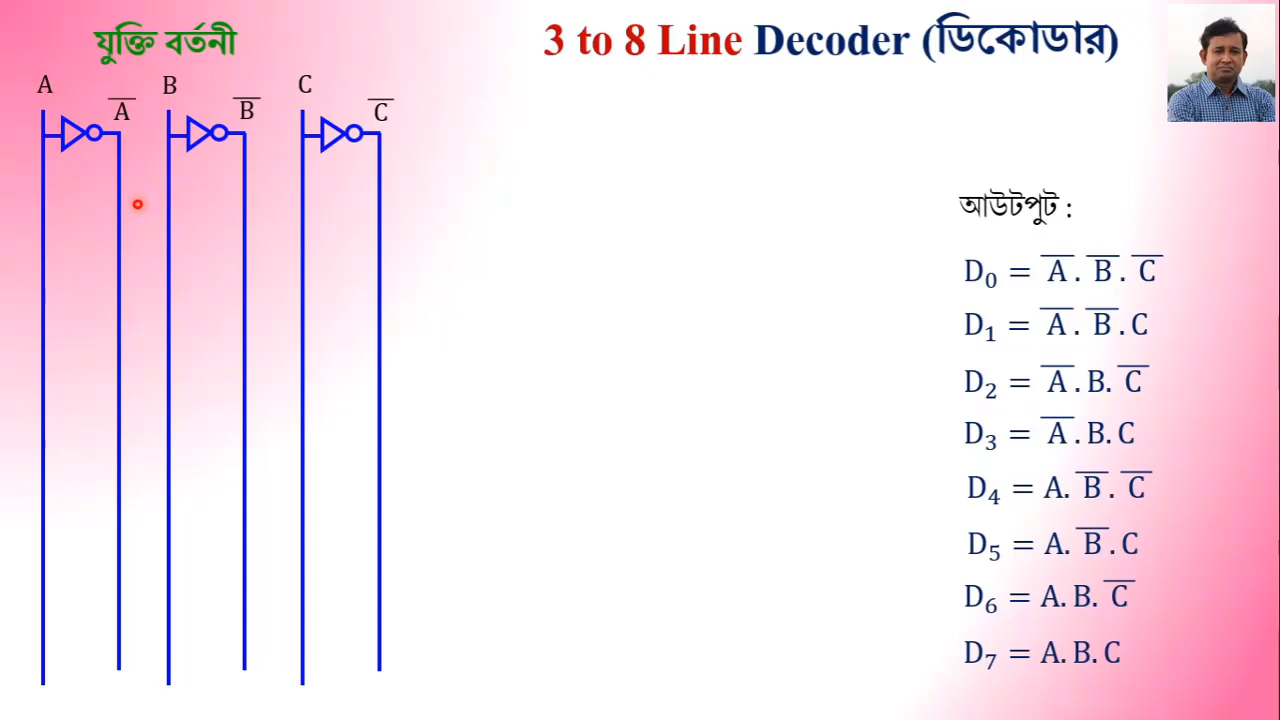 যুক্তি বর্তনী
3 to 8 Line Decoder (ডিকোডার)
A A̅ B B̅ C C̅
আউটপুট :
D₀ = A̅ . B̅ . C̅
D₁ = A̅ . B̅ . C
D₂ = A̅ . B. C̅
D₃ = A̅ . B. C
D₄ = A. B̅ . C̅
D₅ = A. B̅ . C
D₆ = A. B. C̅
D₇ = A. B. C